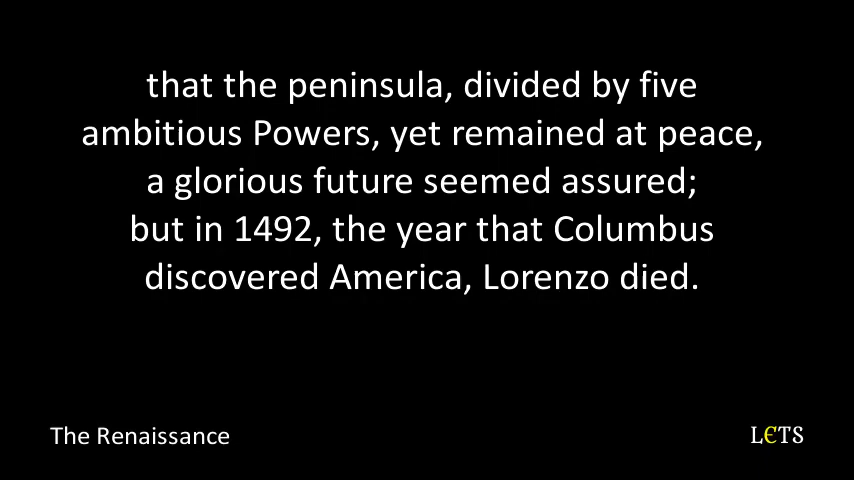 that the peninsula, divided by five
ambitious Powers, yet remained at peace,
a glorious future seemed assured;
but in 1492, the year that Columbus
discovered America, Lorenzo died.
The Renaissance
LЄTS